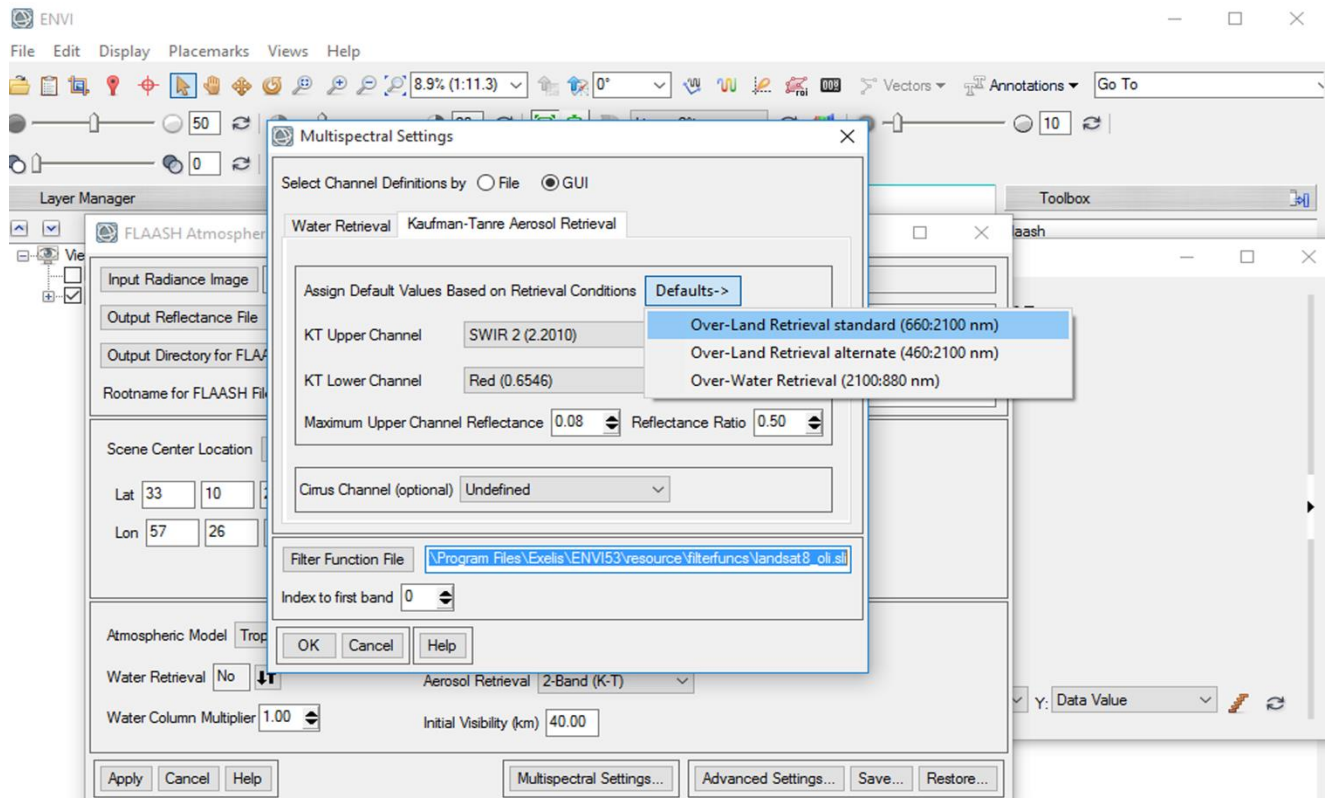 ENVI
File Edit Display Placemarks Views Help
8.9% (1:11.3) 0° roi Vectors Annotations Go To
50 10
0
Multispectral Settings
Select Channel Definitions by File GUI
Layer Manager Toolbox
Water Retrieval Kaufman-Tanre Aerosol Retrieval
FLAASH Atmospher
laash
Vie
Input Radiance Image
Assign Default Values Based on Retrieval Conditions Defaults->
Output Reflectance File
Over-Land Retrieval standard (660:2100 nm)
KT Upper Channel SWIR 2 (2.2010)
Over-Land Retrieval alternate (460:2100 nm)
Output Directory for FLAA
KT Lower Channel Red (0.6546)
Over-Water Retrieval (2100:880 nm)
Rootname for FLAASH File
Maximum Upper Channel Reflectance 0.08 Reflectance Ratio 0.50
Scene Center Location
Cirrus Channel (optional) Undefined
Lat 33 10
Lon 57 26
Filter Function File \Program Files\Exelis\ENVI53\resource\filterfuncs\landsat8_oli.sli
Index to first band 0
Atmospheric Model Trop
OK Cancel Help
Water Retrieval No
Aerosol Retrieval 2-Band (K-T)
Y: Data Value
Water Column Multiplier 1.00
Initial Visibility (km) 40.00
Apply Cancel Help Multispectral Settings... Advanced Settings... Save... Restore...